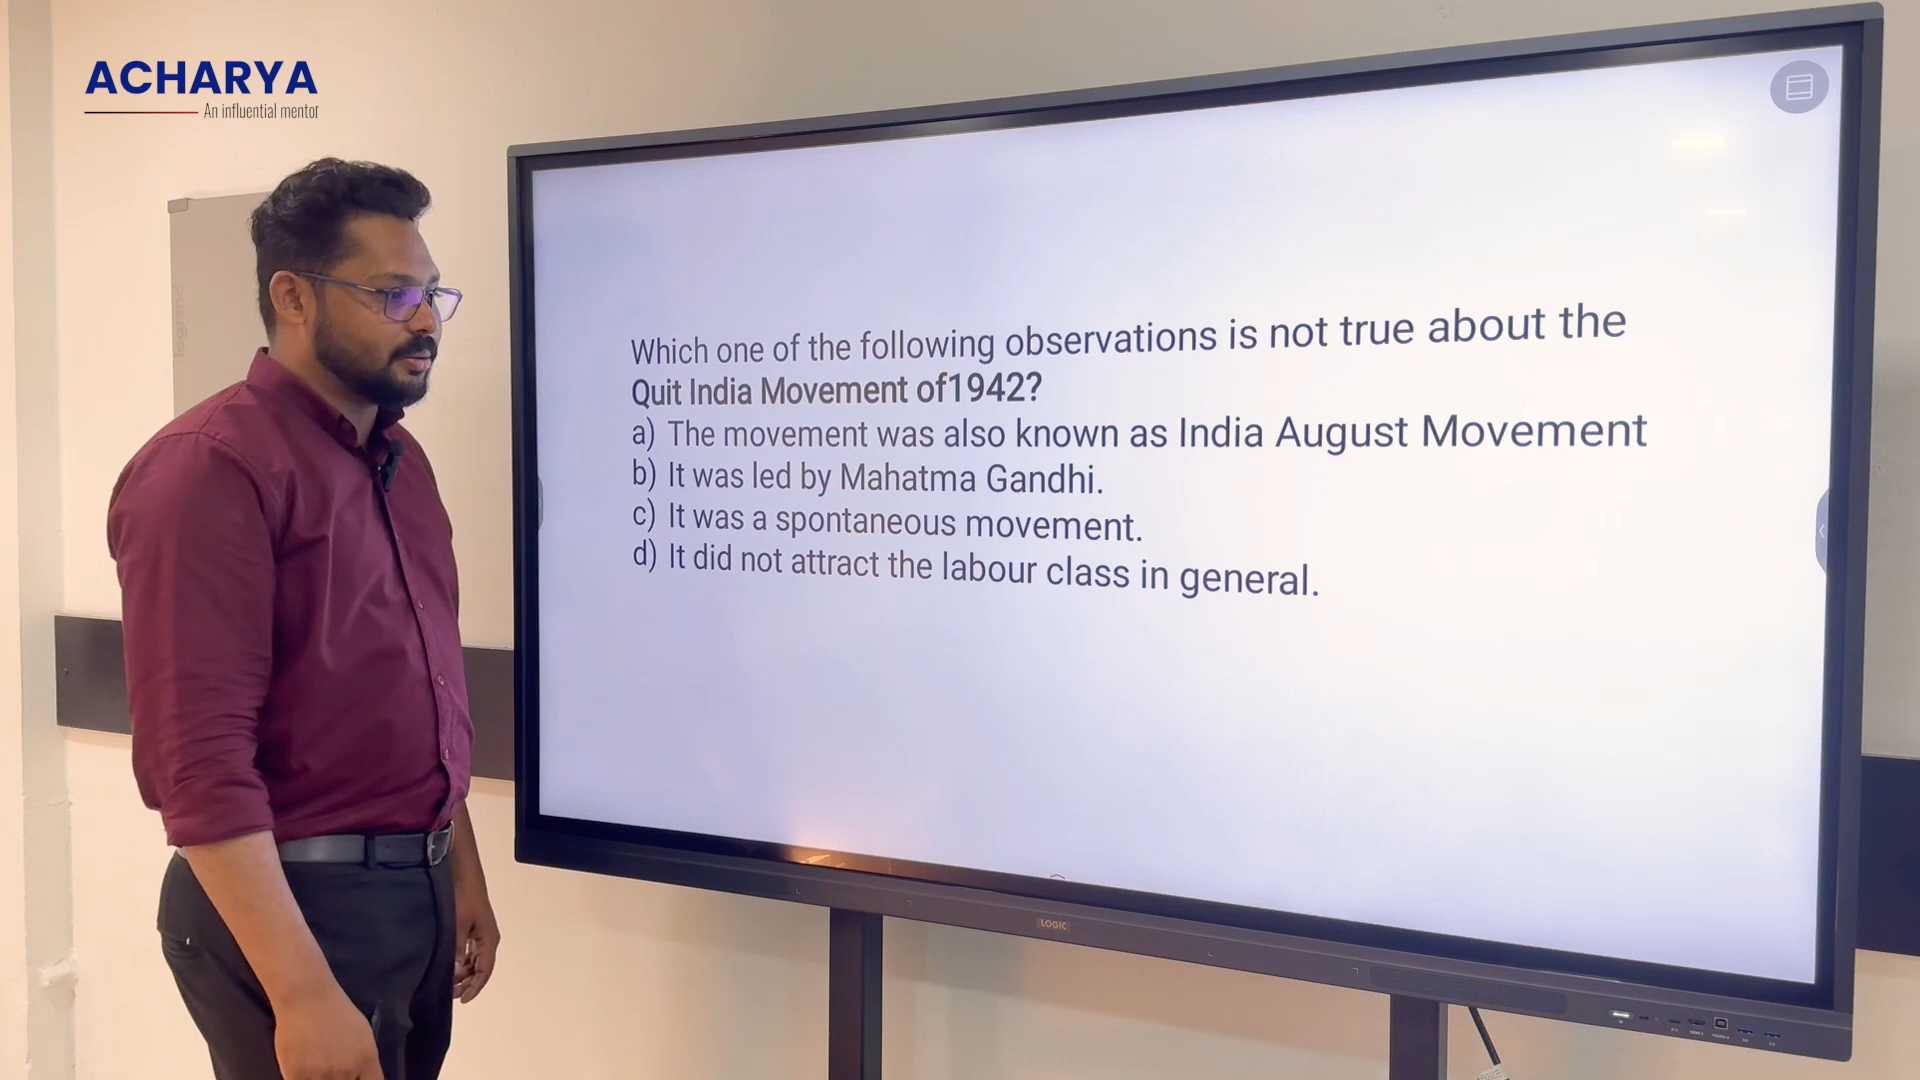 ACHARYA
An influential mentor
Which one of the following observations is not true about the
Quit India Movement of1942?
a) The movement was also known as India August Movement
b) It was led by Mahatma Gandhi.
c) It was a spontaneous movement.
d) It did not attract the labour class in general.
LOGIC